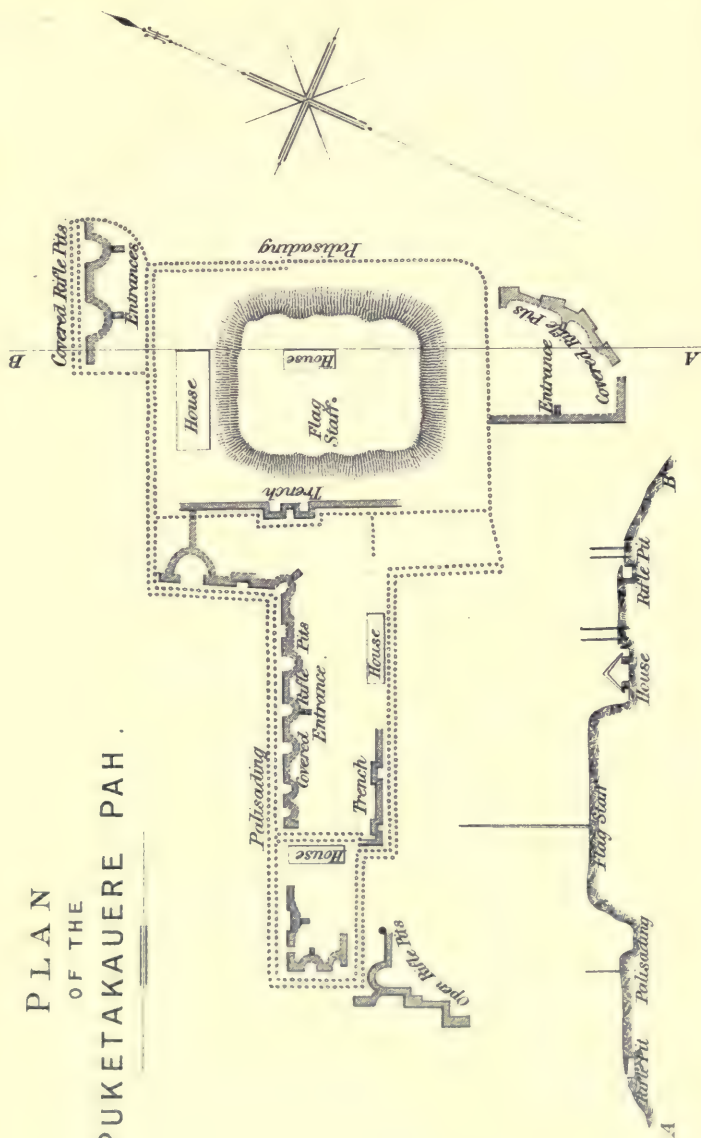 PLAN
OF THE
PUKETAKAUERE PAH.
B
Covered Rifle Pits
Entrances
Palisading
House
House
Flag
Staff.
Trench
Entrance
Covered Rifle Pits
A
Palisading
Covered Rifle Pits
Entrance.
House
Trench
House
Open Rifle Pits
A
Rifle Pit
Palisading
Flag Staff
House
Rifle Pit
B